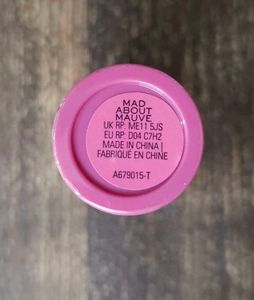 MAD
ABOUT
MAUVE
UK RP: ME11 5JS
EU RP: D04 C7H2
MADE IN CHINA |
FABRIQUÉ EN CHINE
A679015-T